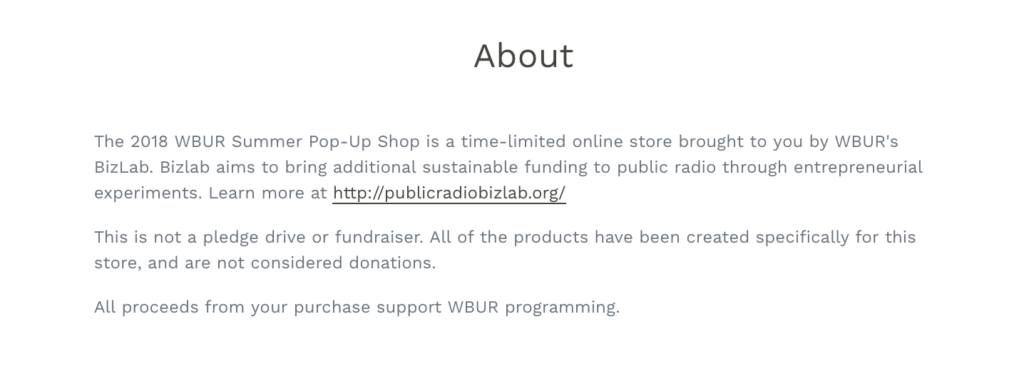 About
The 2018 WBUR Summer Pop-Up Shop is a time-limited online store brought to you by WBUR's
BizLab. Bizlab aims to bring additional sustainable funding to public radio through entrepreneurial
experiments. Learn more at http://publicradiobizlab.org/
This is not a pledge drive or fundraiser. All of the products have been created specifically for this
store, and are not considered donations.
All proceeds from your purchase support WBUR programming.